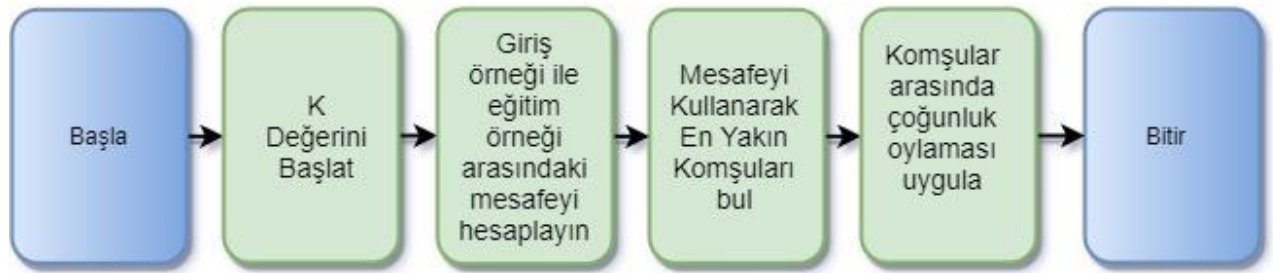 Başla
K
Değerini
Başlat
Giriş
örneği ile
eğitim
örneği
arasındaki
mesafeyi
hesaplayın
Mesafeyi
Kullanarak
En Yakın
Komşuları
bul
Komşular
arasında
çoğunluk
oylaması
uygula
Bitir